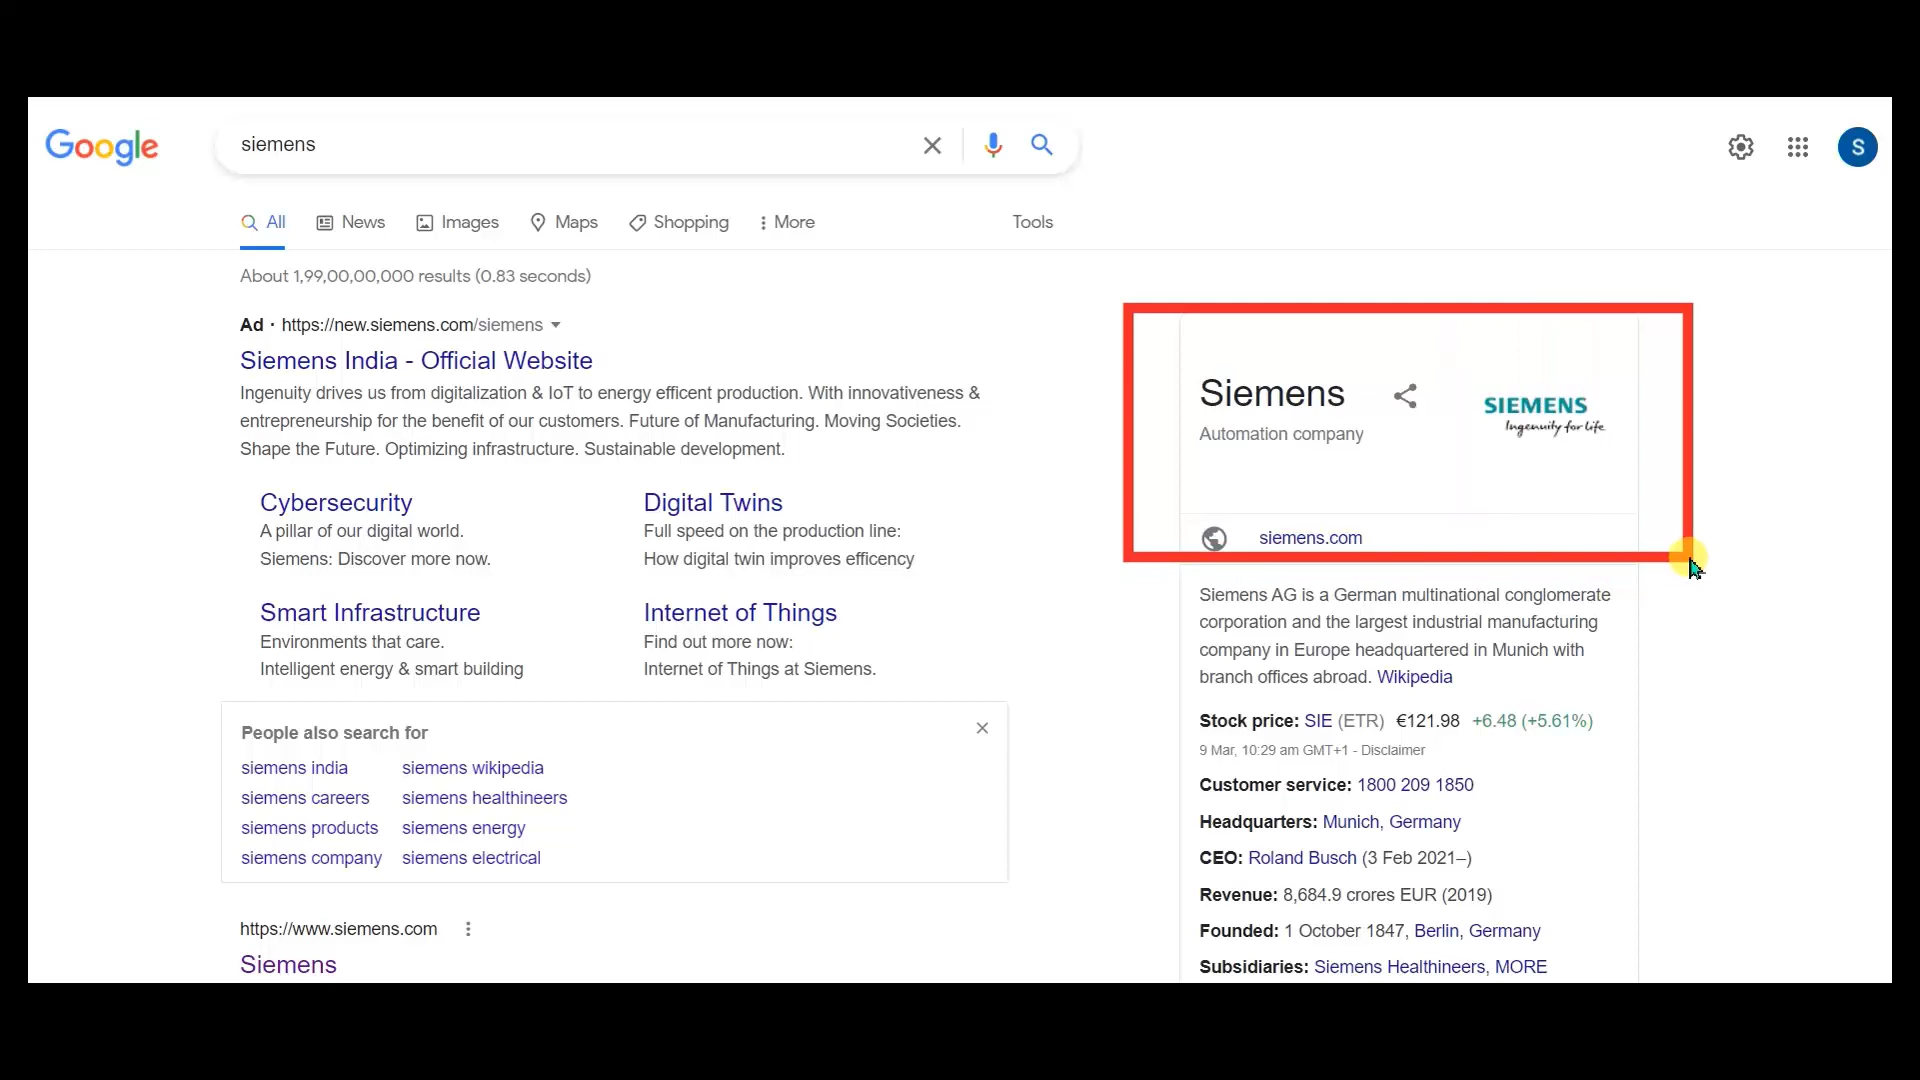 Google
siemens
S
All
News
Images
Maps
Shopping
More
Tools
About 1,99,00,00,000 results (0.83 seconds)
Ad · https://new.siemens.com/siemens
Siemens India - Official Website
Ingenuity drives us from digitalization & IoT to energy efficent production. With innovativeness &
entrepreneurship for the benefit of our customers. Future of Manufacturing. Moving Societies.
Shape the Future. Optimizing infrastructure. Sustainable development.
Cybersecurity
A pillar of our digital world.
Siemens: Discover more now.
Digital Twins
Full speed on the production line:
How digital twin improves efficency
Smart Infrastructure
Environments that care.
Intelligent energy & smart building
Internet of Things
Find out more now:
Internet of Things at Siemens.
People also search for
siemens india
siemens wikipedia
siemens careers
siemens healthineers
siemens products
siemens energy
siemens company
siemens electrical
https://www.siemens.com
Siemens
Siemens
Automation company
SIEMENS
Ingenuity for life
siemens.com
Siemens AG is a German multinational conglomerate
corporation and the largest industrial manufacturing
company in Europe headquartered in Munich with
branch offices abroad. Wikipedia
Stock price: SIE (ETR) €121.98 +6.48 (+5.61%)
9 Mar, 10:29 am GMT+1 - Disclaimer
Customer service: 1800 209 1850
Headquarters: Munich, Germany
CEO: Roland Busch (3 Feb 2021–)
Revenue: 8,684.9 crores EUR (2019)
Founded: 1 October 1847, Berlin, Germany
Subsidiaries: Siemens Healthineers, MORE